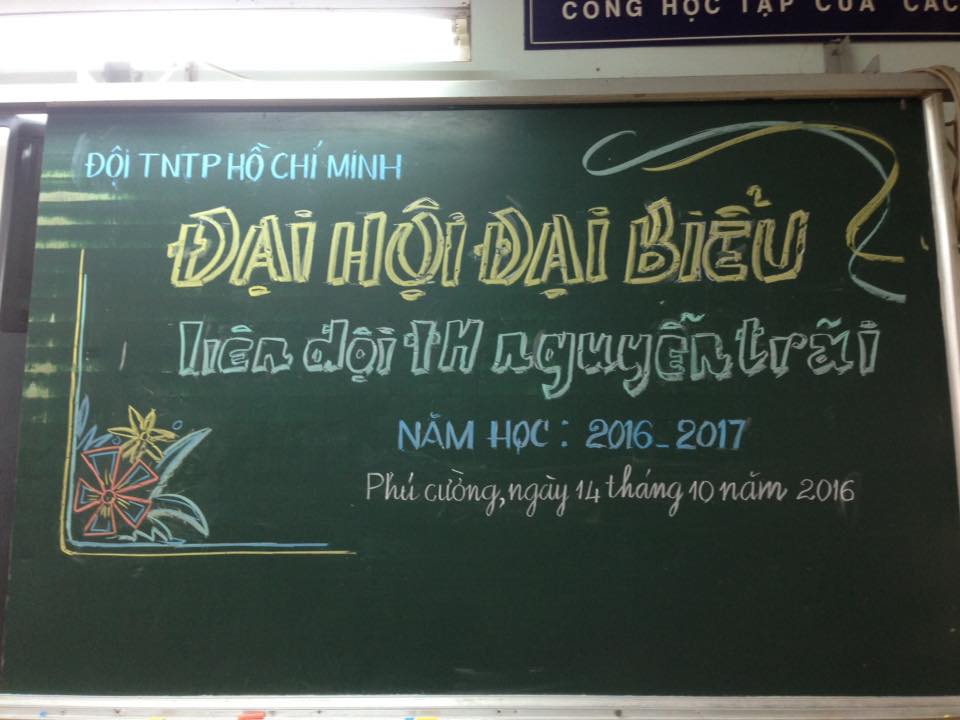 CÔNG HỌC TẬP CỦA CÁC
ĐỘI TNTP HỒ CHÍ MINH
ĐẠI HỘI ĐẠI BIỂU
liên đội TH nguyễn trãi
NĂM HỌC : 2016_2017
Phú cường, ngày 14 tháng 10 năm 2016